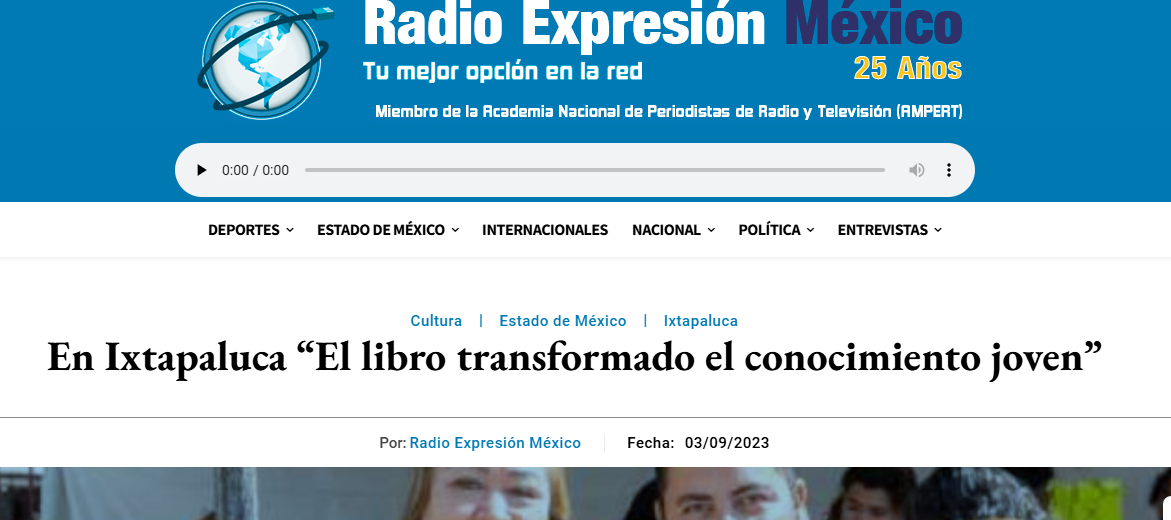 Radio Expresión México
Tu mejor opción en la red
25 Años
Miembro de la Academia Nacional de Periodistas de Radio y Televisión (AMPERT)
0:00 / 0:00
DEPORTES ESTADO DE MÉXICO INTERNACIONALES NACIONAL POLÍTICA ENTREVISTAS
Cultura | Estado de México | Ixtapaluca
En Ixtapaluca “El libro transformado el conocimiento joven”
Por: Radio Expresión México Fecha: 03/09/2023